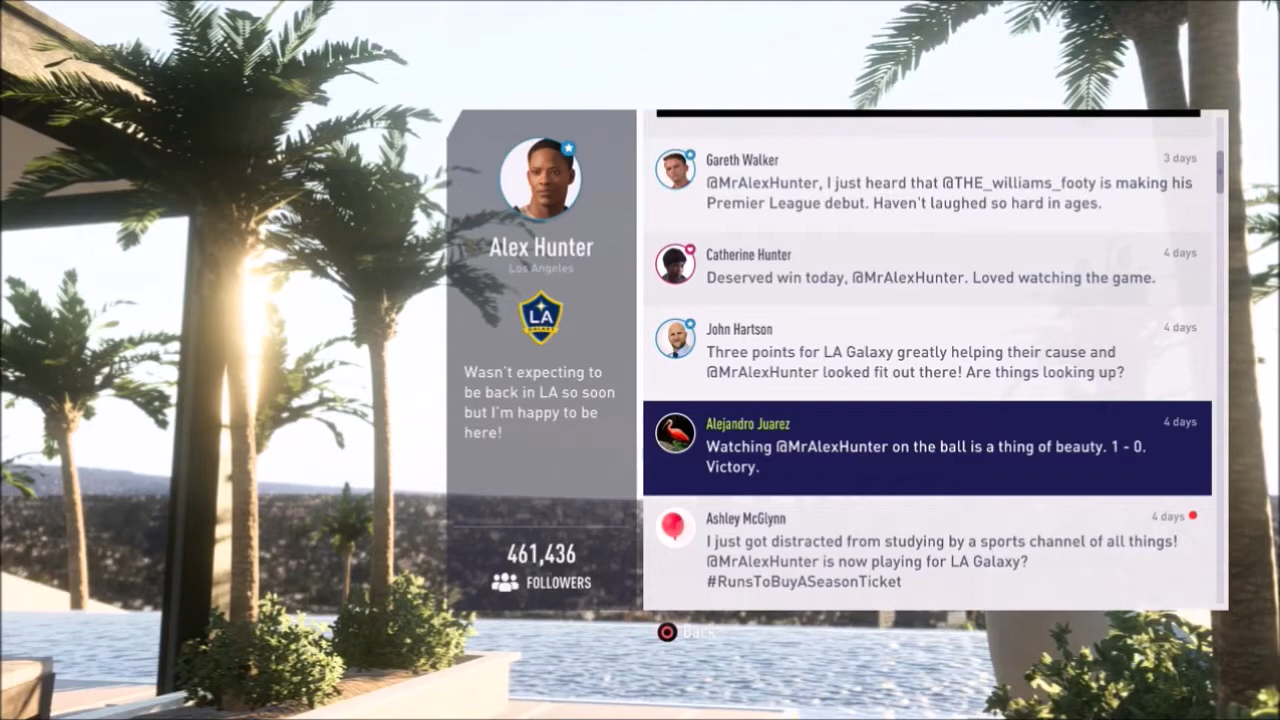 Alex Hunter
Los Angeles
LA
GALAXY
Wasn't expecting to
be back in LA so soon
but I'm happy to be
here!
461,436
FOLLOWERS
Gareth Walker 3 days
@MrAlexHunter, I just heard that @THE_williams_footy is making his
Premier League debut. Haven't laughed so hard in ages.
Catherine Hunter 4 days
Deserved win today, @MrAlexHunter. Loved watching the game.
John Hartson 4 days
Three points for LA Galaxy greatly helping their cause and
@MrAlexHunter looked fit out there! Are things looking up?
Alejandro Juarez 4 days
Watching @MrAlexHunter on the ball is a thing of beauty. 1 - 0.
Victory.
Ashley McGlynn 4 days
I just got distracted from studying by a sports channel of all things!
@MrAlexHunter is now playing for LA Galaxy?
#RunsToBuyASeasonTicket
Back